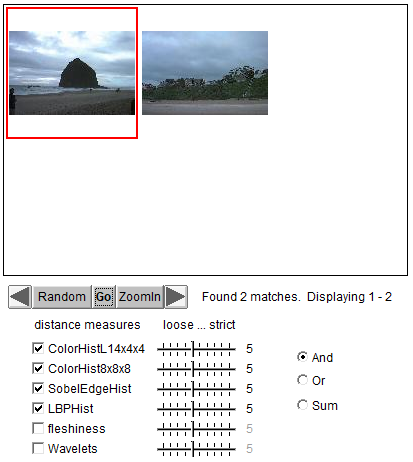 Random Go ZoomIn Found 2 matches. Displaying 1 - 2
distance measures loose ... strict
ColorHistL14x4x4 5
ColorHist8x8x8 5 And
SobelEdgeHist 5 Or
LBPHist 5 Sum
fleshiness 5
Wavelets 5